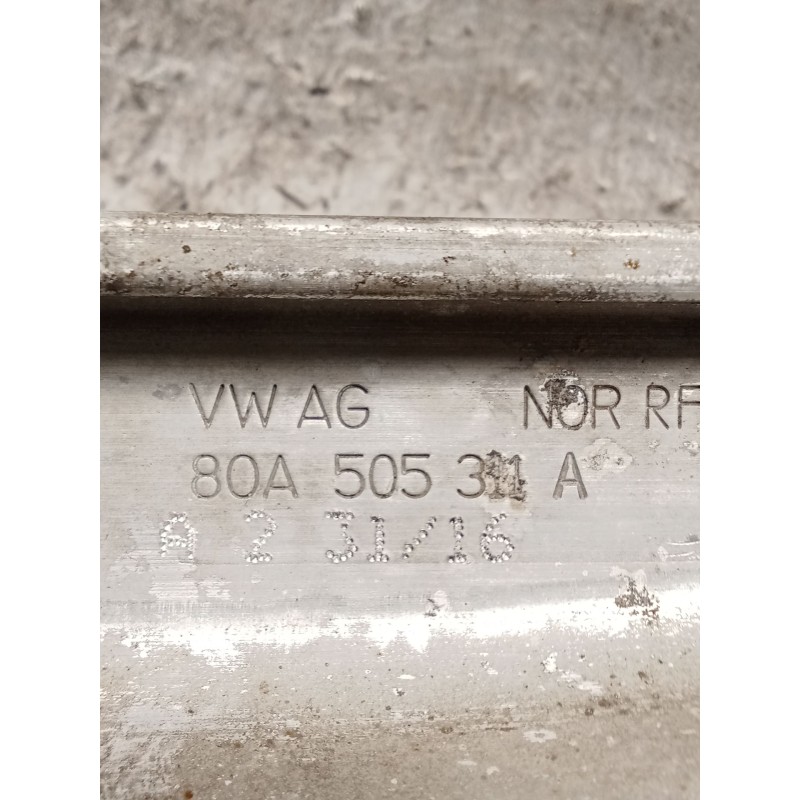 VW AG NOR RF
80A 505 311 A
A 2 31/16